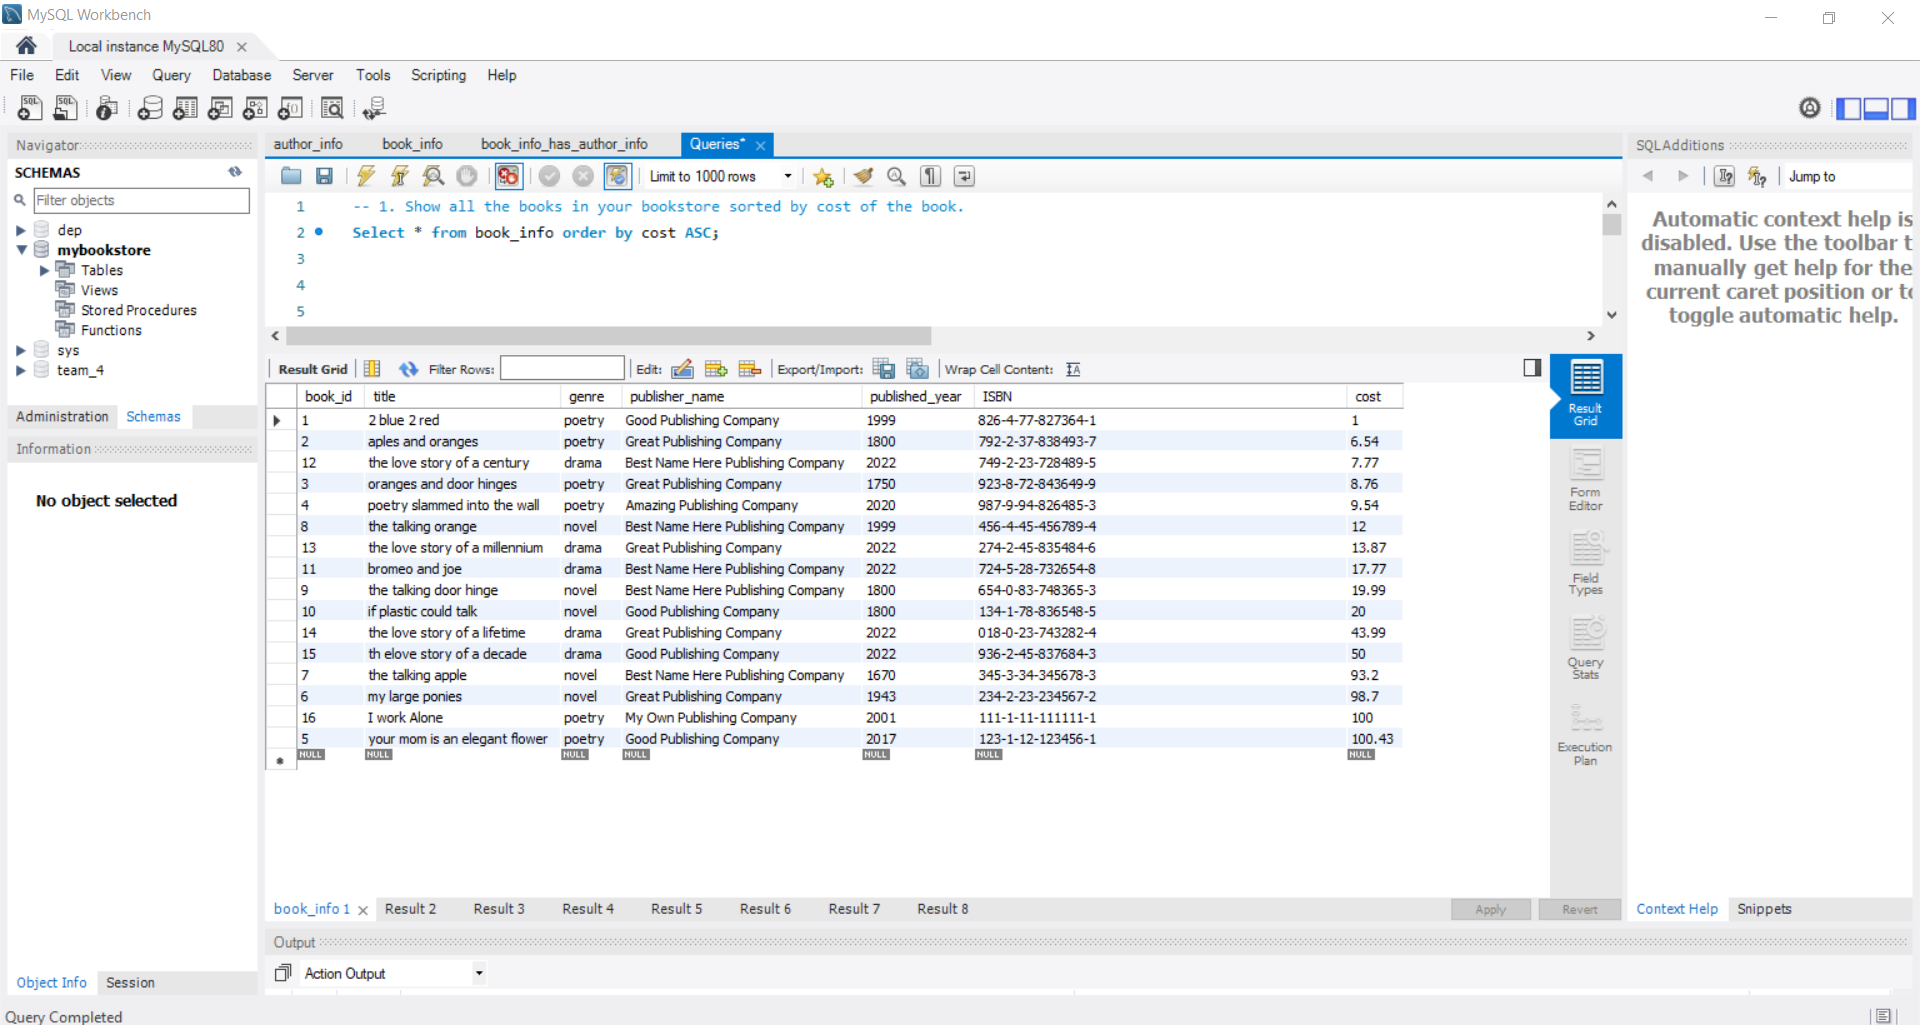 MySQL Workbench
Local instance MySQL80
File Edit View Query Database Server Tools Scripting Help
Navigator
SCHEMAS
Filter objects
dep
mybookstore
Tables
Views
Stored Procedures
Functions
sys
team_4
Administration Schemas
Information
No object selected
Object Info Session
author_info book_info book_info_has_author_info Queries*
Limit to 1000 rows
1 -- 1. Show all the books in your bookstore sorted by cost of the book.
2 Select * from book_info order by cost ASC;
3
4
5
Result Grid Filter Rows: Edit: Export/Import: Wrap Cell Content:
book_id title genre publisher_name published_year ISBN cost
1 2 blue 2 red poetry Good Publishing Company 1999 826-4-77-827364-1 1
2 aples and oranges poetry Great Publishing Company 1800 792-2-37-838493-7 6.54
12 the love story of a century drama Best Name Here Publishing Company 2022 749-2-23-728489-5 7.77
3 oranges and door hinges poetry Great Publishing Company 1750 923-8-72-843649-9 8.76
4 poetry slammed into the wall poetry Amazing Publishing Company 2020 987-9-94-826485-3 9.54
8 the talking orange novel Best Name Here Publishing Company 1999 456-4-45-456789-4 12
13 the love story of a millennium drama Great Publishing Company 2022 274-2-45-835484-6 13.87
11 bromeo and joe drama Best Name Here Publishing Company 2022 724-5-28-732654-8 17.77
9 the talking door hinge novel Best Name Here Publishing Company 1800 654-0-83-748365-3 19.99
10 if plastic could talk novel Good Publishing Company 1800 134-1-78-836548-5 20
14 the love story of a lifetime drama Great Publishing Company 2022 018-0-23-743282-4 43.99
15 th elove story of a decade drama Good Publishing Company 2022 936-2-45-837684-3 50
7 the talking apple novel Best Name Here Publishing Company 1670 345-3-34-345678-3 93.2
6 my large ponies novel Great Publishing Company 1943 234-2-23-234567-2 98.7
16 I work Alone poetry My Own Publishing Company 2001 111-1-11-111111-1 100
5 your mom is an elegant flower poetry Good Publishing Company 2017 123-1-12-123456-1 100.43
NULL NULL NULL NULL NULL NULL NULL
Result
Grid
Form
Editor
Field
Types
Query
Stats
Execution
Plan
book_info 1 Result 2 Result 3 Result 4 Result 5 Result 6 Result 7 Result 8
Apply Revert
Output
Action Output
SQLAdditions
Jump to
Automatic context help is
disabled. Use the toolbar t
manually get help for the
current caret position or to
toggle automatic help.
Context Help Snippets
Query Completed